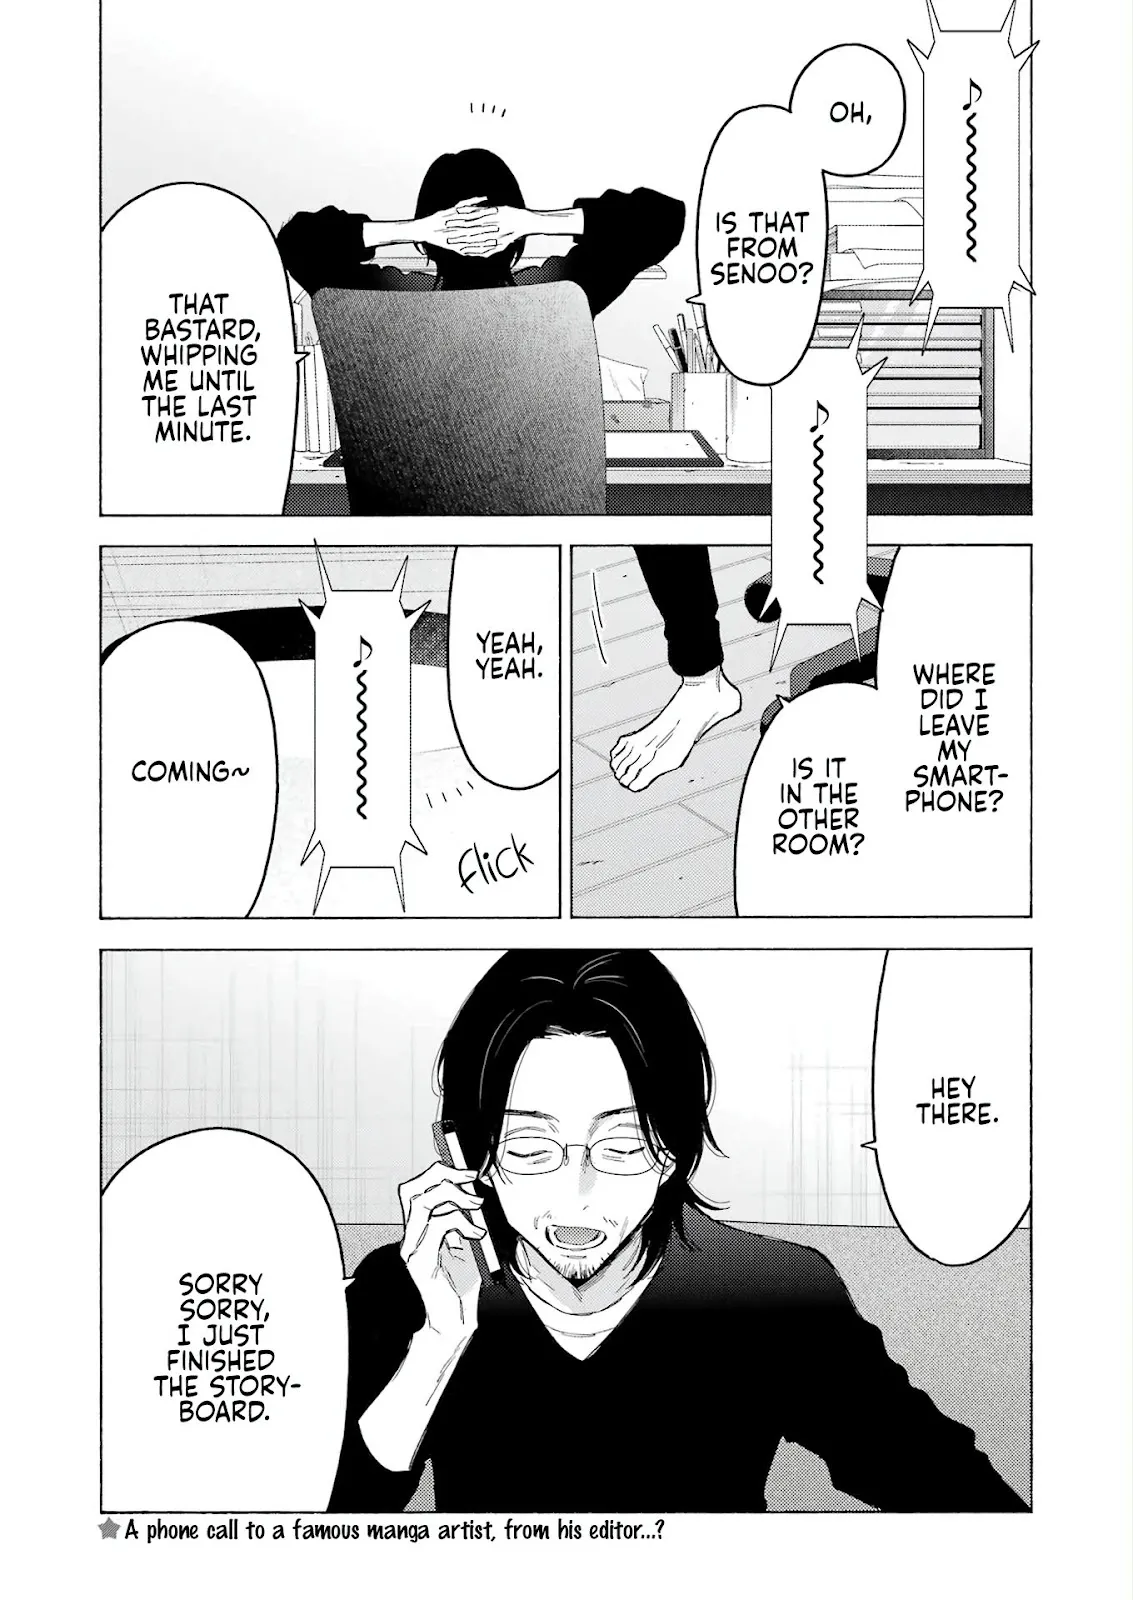 OH,
IS THAT
FROM
SENOO?
THAT
BASTARD,
WHIPPING
ME UNTIL
THE LAST
MINUTE.
WHERE
DID I
LEAVE
MY
SMART-
PHONE?
IS IT
IN THE
OTHER
ROOM?
YEAH,
YEAH.
FLICK
COMING~
HEY
THERE.
SORRY
SORRY,
I JUST
FINISHED
THE STORY-
BOARD.
A phone call to a famous manga artist, from his editor...?